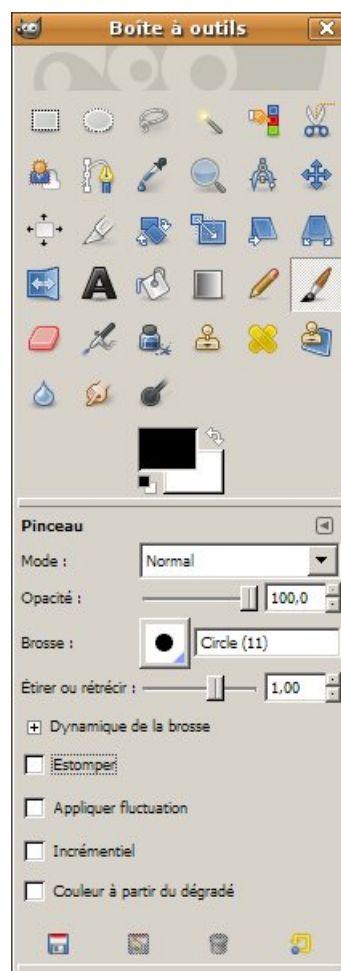 Boîte à outils
Pinceau
Mode : Normal
Opacité : 100,0
Brosse : Circle (11)
Étirer ou rétrécir : 1,00
Dynamique de la brosse
Estomper
Appliquer fluctuation
Incrémentiel
Couleur à partir du dégradé